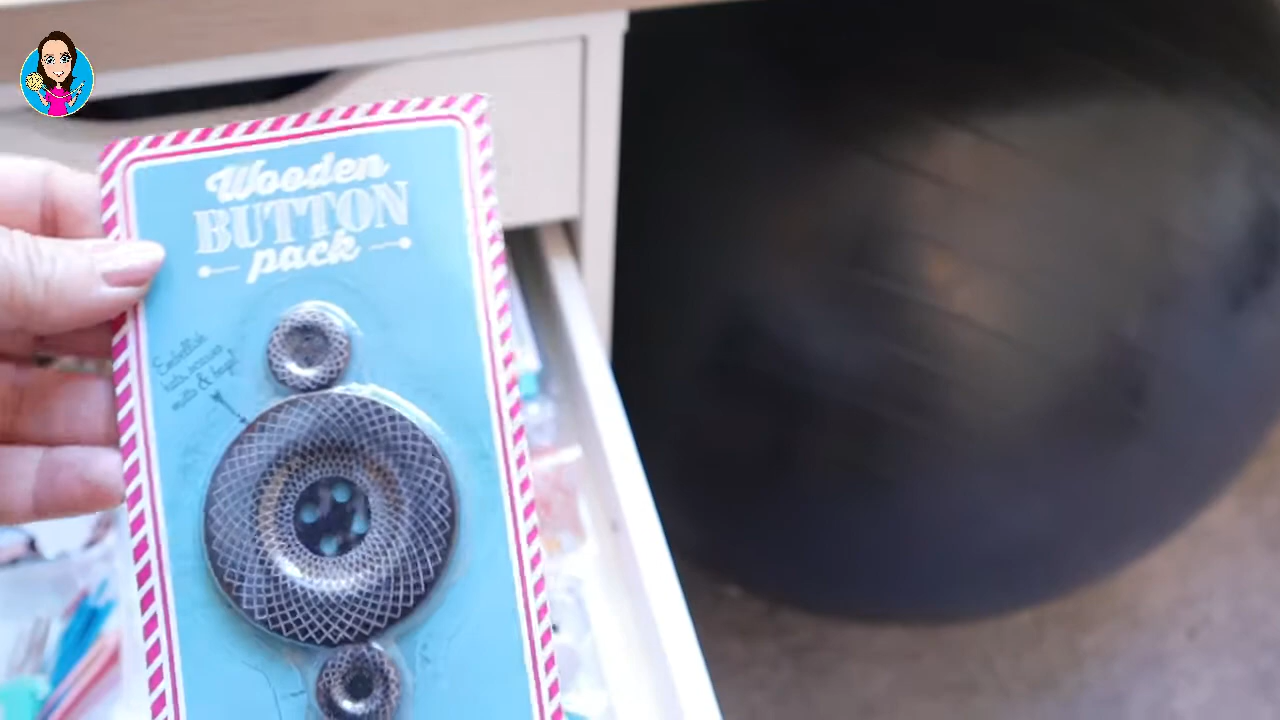 Wooden
BUTTON
pack
Embellish
hats, scarves
mitts & bags!